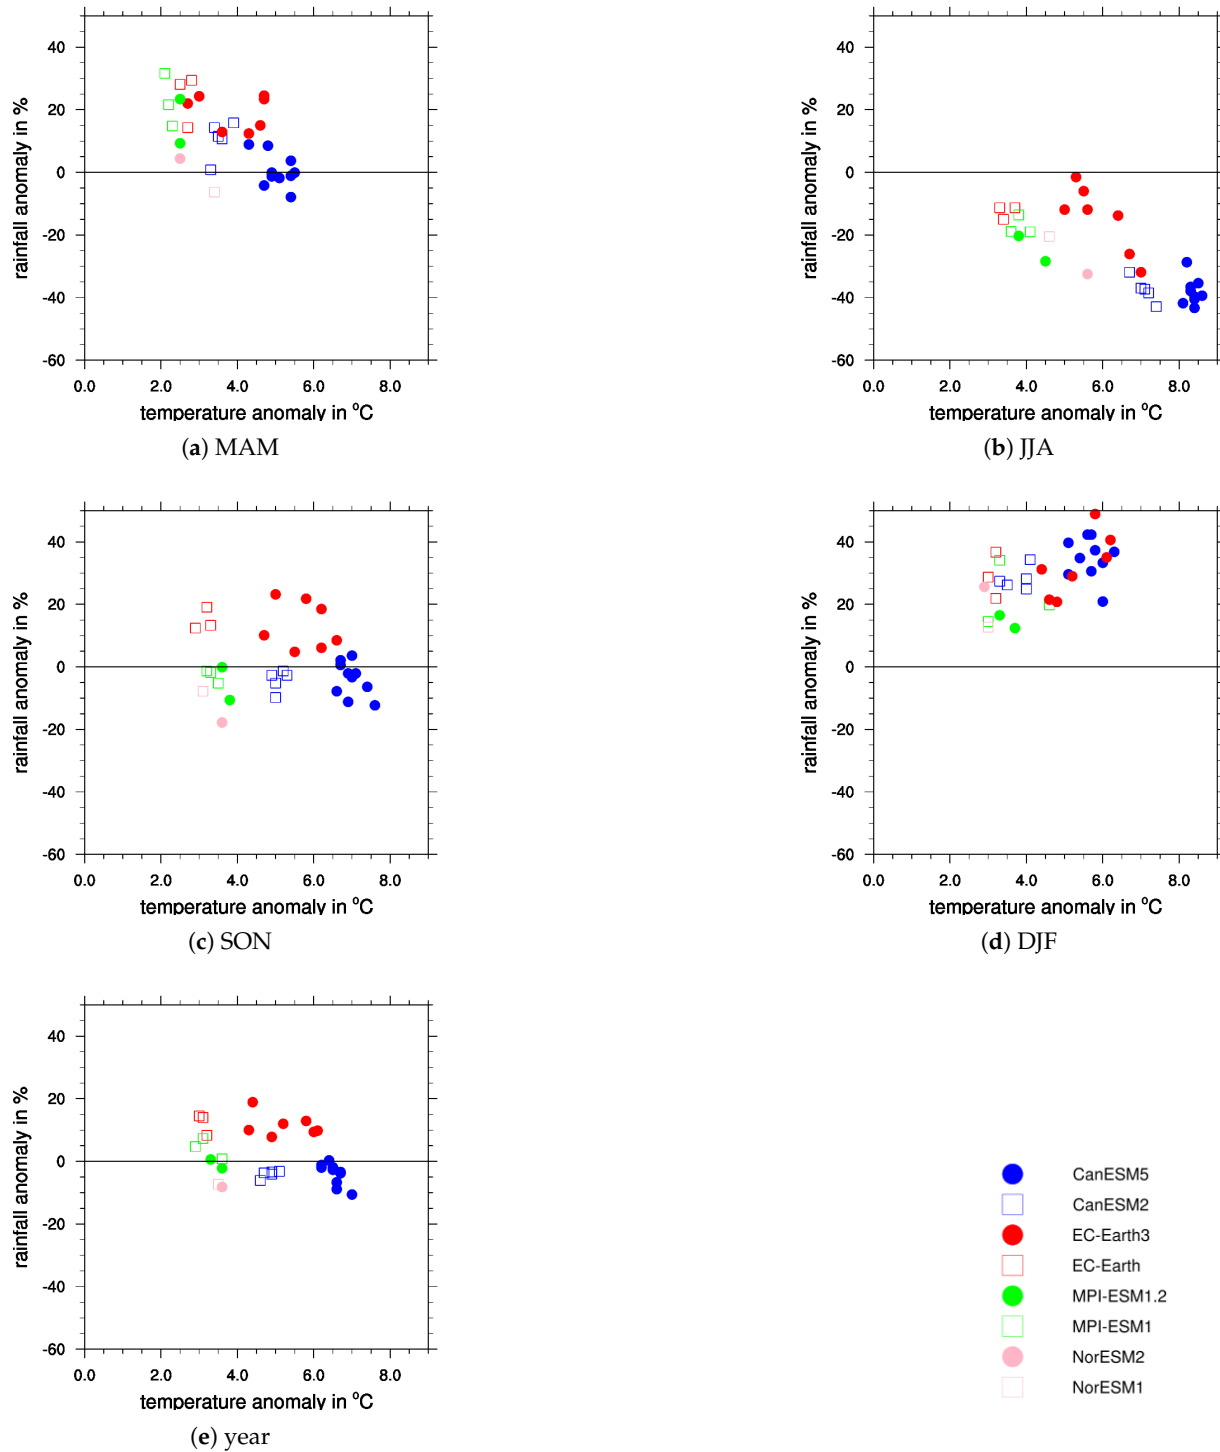 40
20
0
-20
-40
-60
0.0 2.0 4.0 6.0 8.0
rainfall anomaly in %
temperature anomaly in °C
(a) MAM
40
20
0
-20
-40
-60
0.0 2.0 4.0 6.0 8.0
rainfall anomaly in %
temperature anomaly in °C
(b) JJA
40
20
0
-20
-40
-60
0.0 2.0 4.0 6.0 8.0
rainfall anomaly in %
temperature anomaly in °C
(c) SON
40
20
0
-20
-40
-60
0.0 2.0 4.0 6.0 8.0
rainfall anomaly in %
temperature anomaly in °C
(d) DJF
40
20
0
-20
-40
-60
0.0 2.0 4.0 6.0 8.0
rainfall anomaly in %
temperature anomaly in °C
(e) year
CanESM5
CanESM2
EC-Earth3
EC-Earth
MPI-ESM1.2
MPI-ESM1
NorESM2
NorESM1